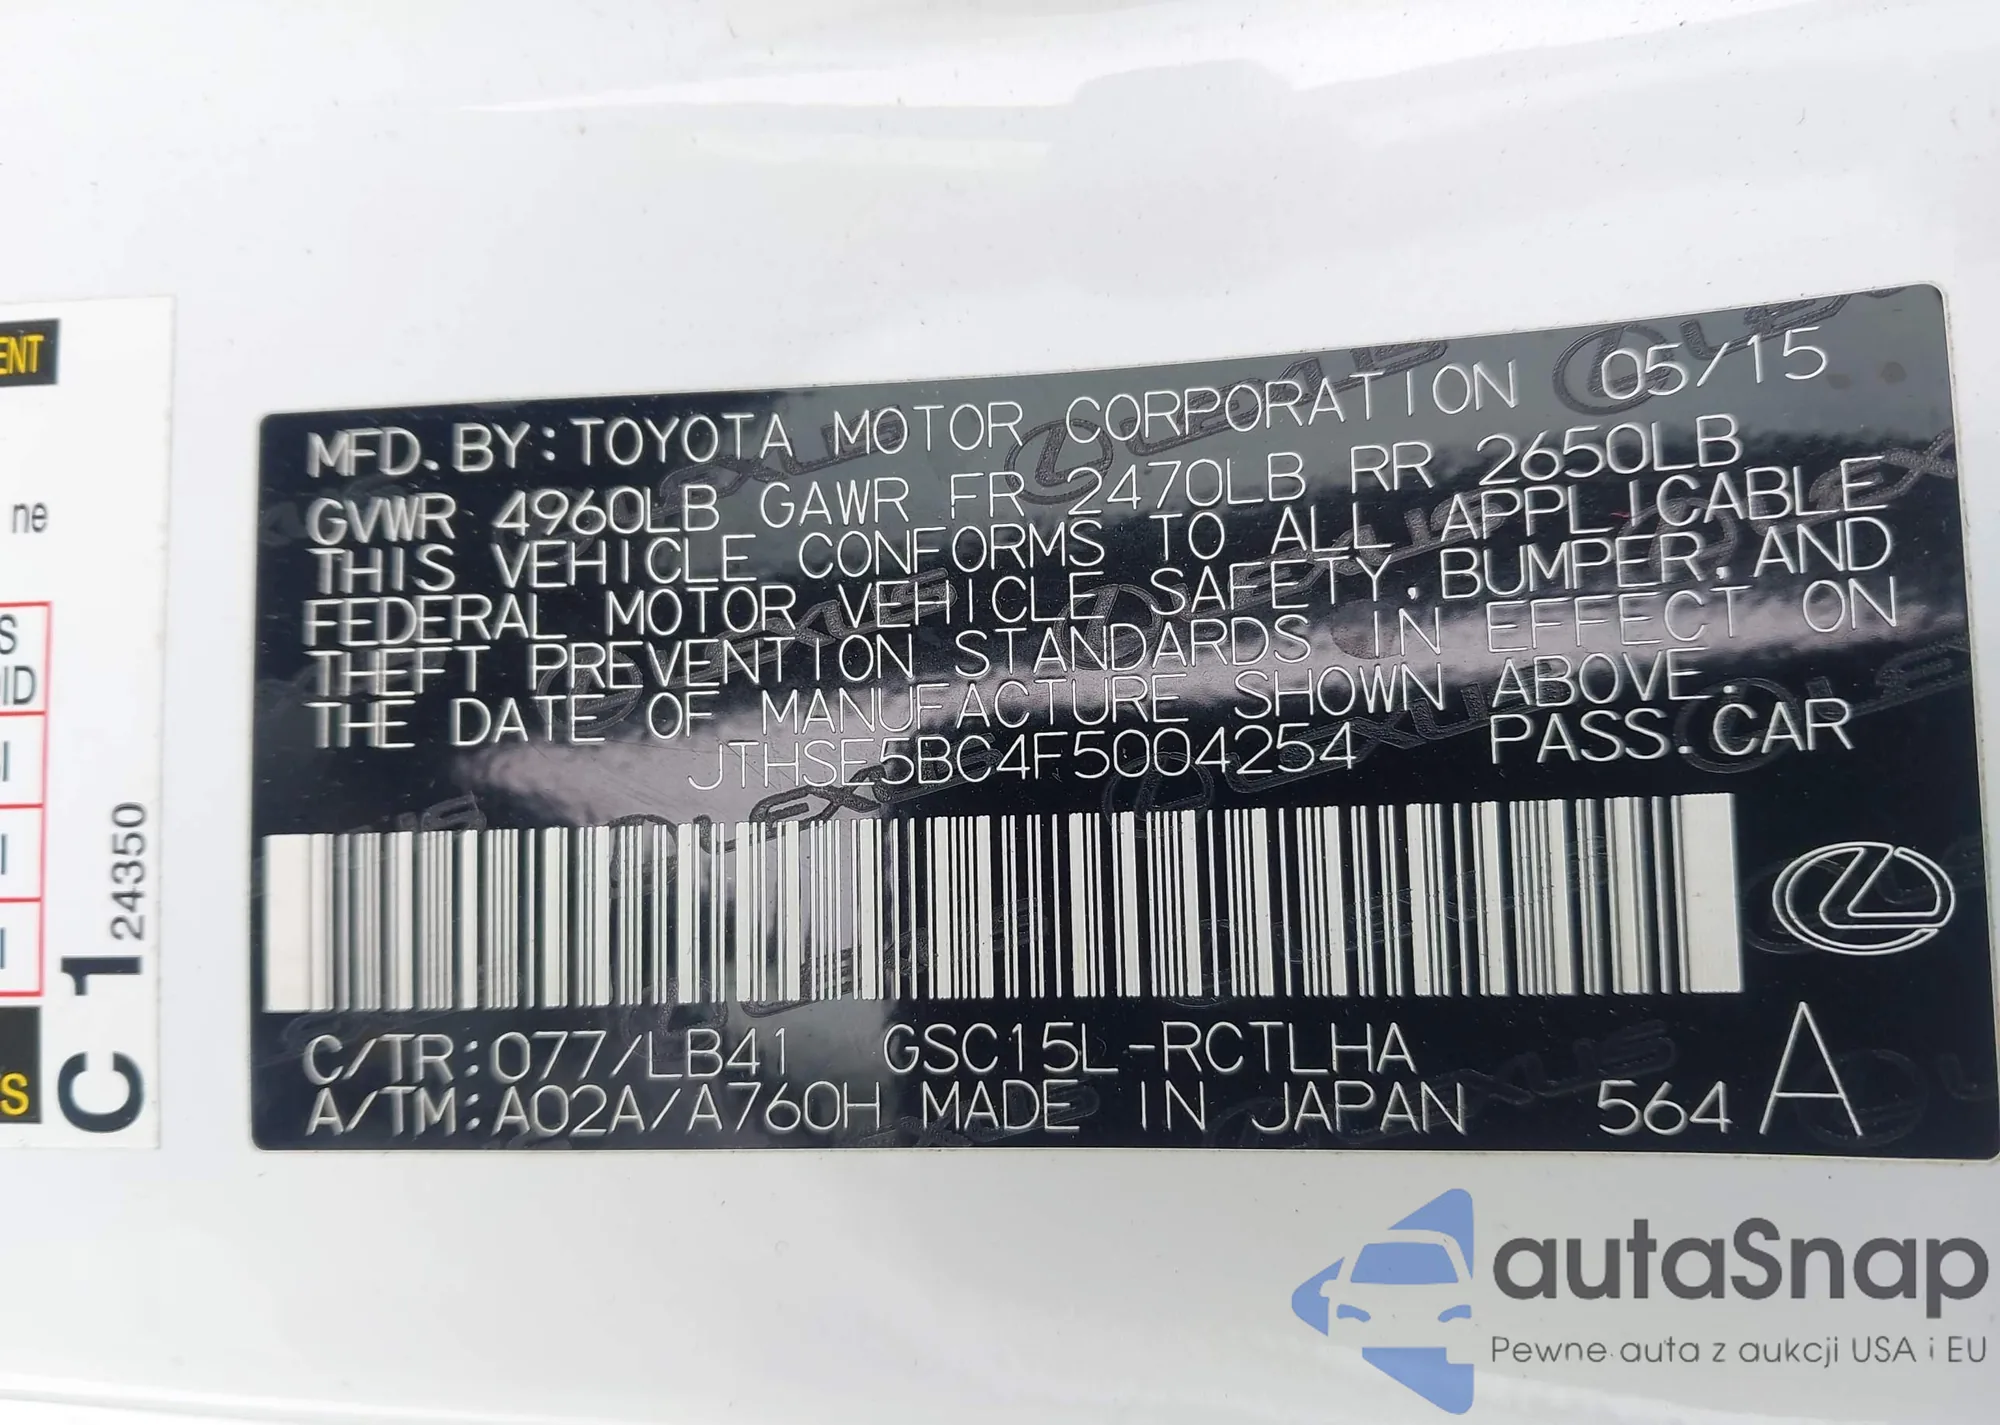 ENT
ne
S
ID
I
I
I
S
C 1
24350
MFD. BY: TOYOTA MOTOR CORPORATION 05/15
GVWR 4960LB GAWR FR 2470LB RR 2650LB
THIS VEHICLE CONFORMS TO ALL APPLICABLE
FEDERAL MOTOR VEHICLE SAFETY, BUMPER, AND
THEFT PREVENTION STANDARDS IN EFFECT ON
THE DATE OF MANUFACTURE SHOWN ABOVE.
JTHSE5BC4F5004254 PASS. CAR
C/TR: 077/LB41 GSC15L-RCTLHA
A/TM: A02A/A760H MADE IN JAPAN 564 A
autaSnap
Pewne auta z aukcji USA i EU